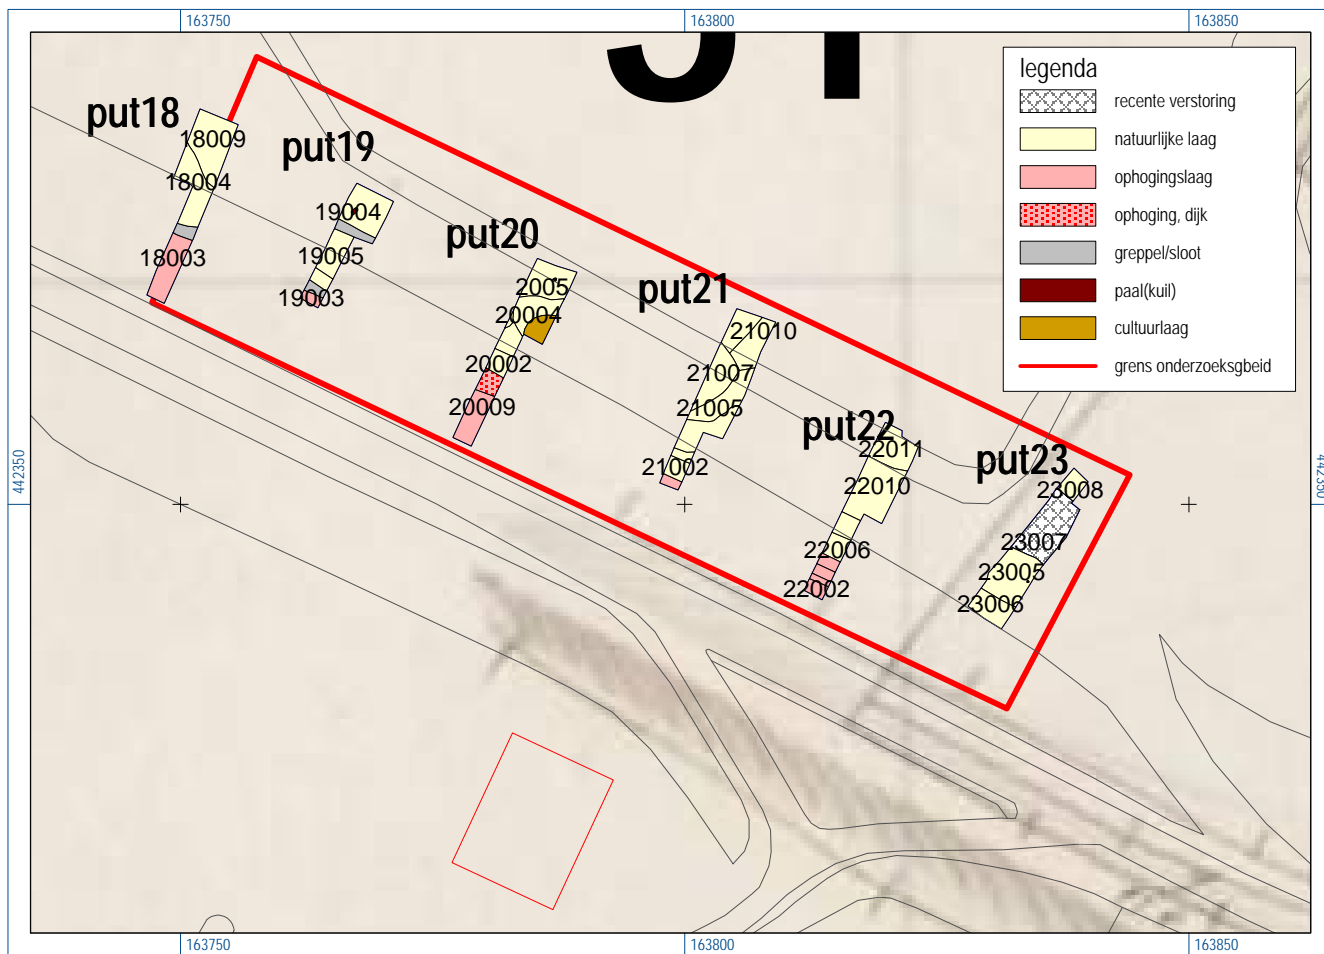 163750
163800
163850
legenda
recente verstoring
natuurlijke laag
ophogingslaag
ophoging, dijk
greppel/sloot
paal(kuil)
cultuurlaag
grens onderzoeksgbeid
put18
18009
18004
18003
put19
19004
19005
19003
put20
2005
20004
20002
20009
put21
21010
21007
21005
21002
put22
22011
22010
22006
22002
put23
23008
23007
23005
23006
442350
442350
163750
163800
163850